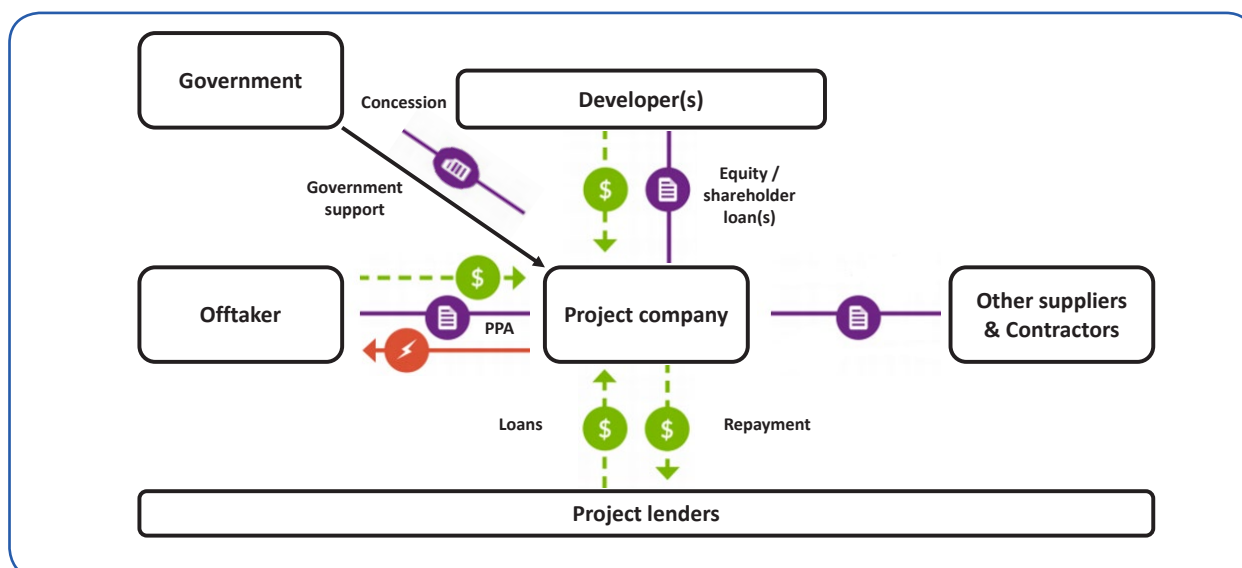 Government
Concession
Developer(s)
Government
support
Equity /
shareholder
loan(s)
$
$
Offtaker
PPA
Project company
Other suppliers
& Contractors
Loans
$
$
Repayment
Project lenders